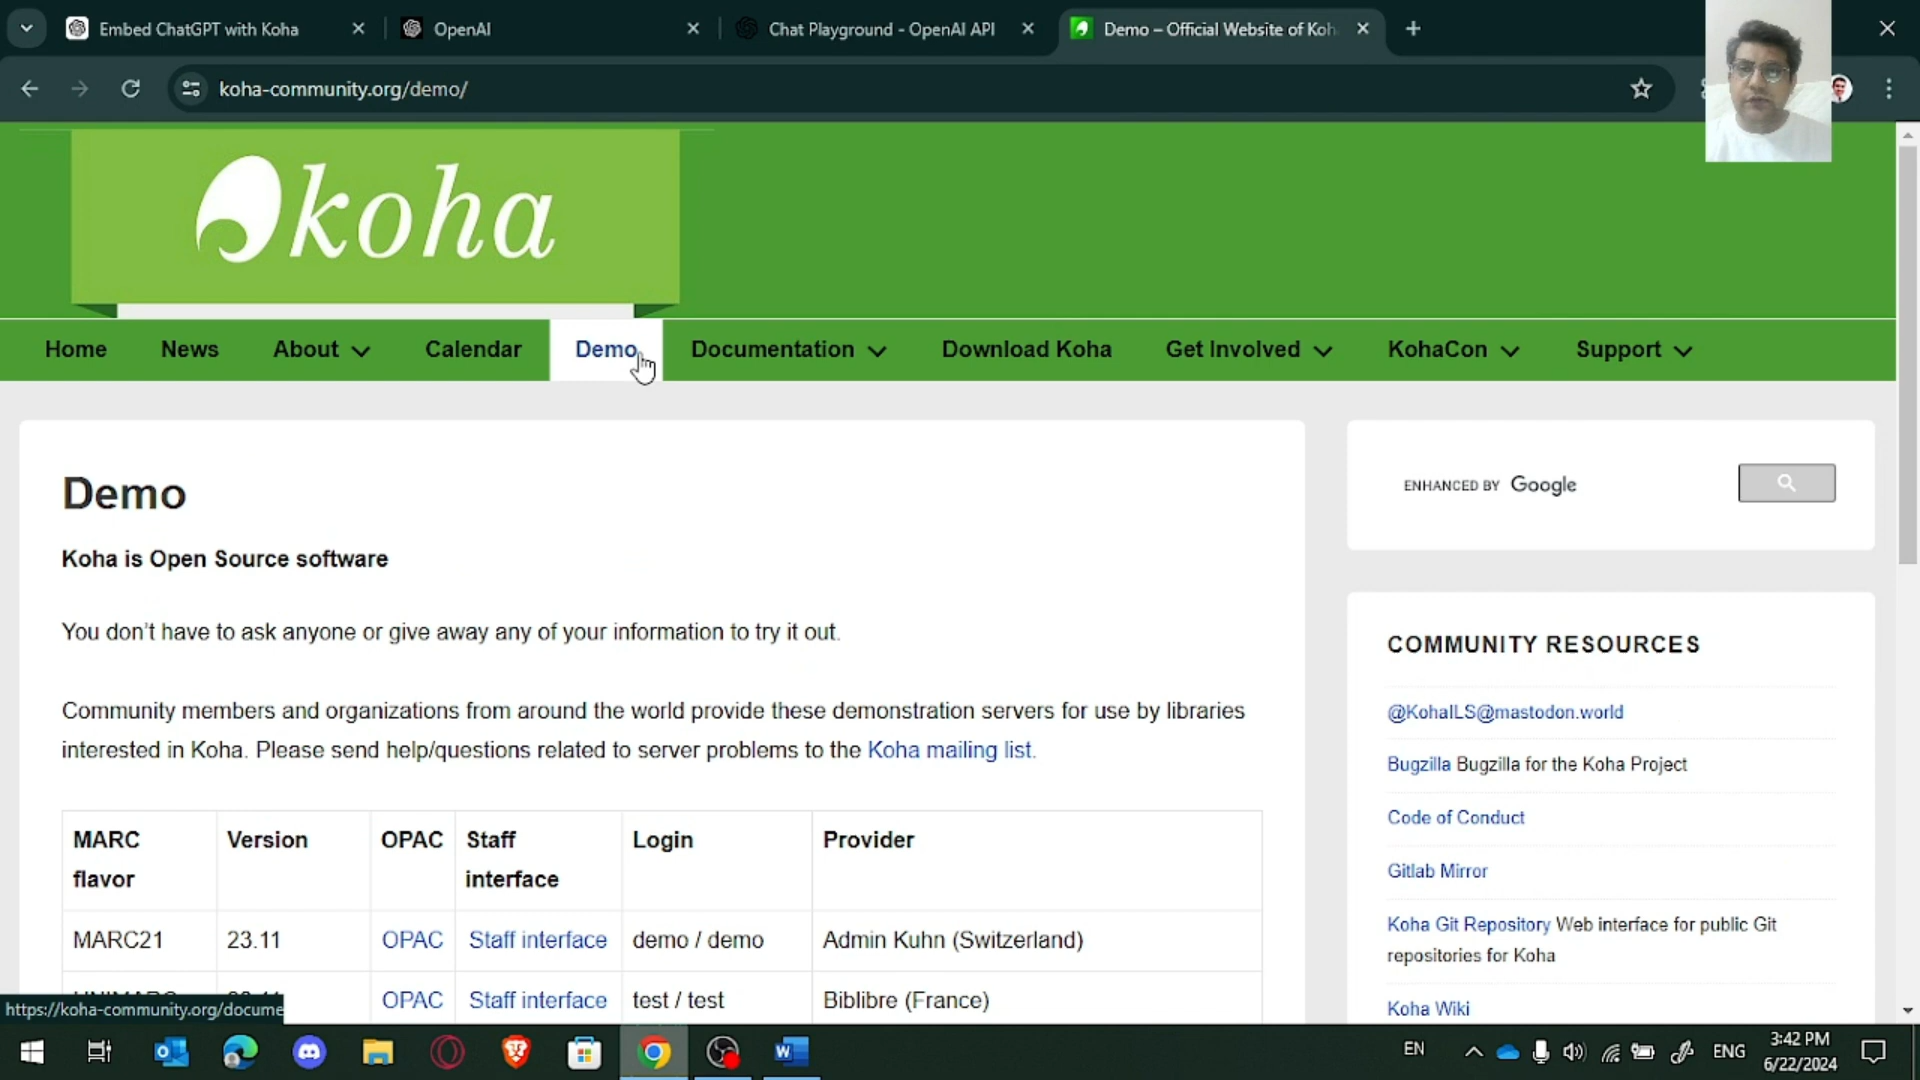 Embed ChatGPT with Koha
OpenAI
Chat Playground - OpenAI API
Demo – Official Website of Koh
koha-community.org/demo/
koha
Home News About Calendar Demo Documentation Download Koha Get Involved KohaCon Support
Demo
Koha is Open Source software
You don't have to ask anyone or give away any of your information to try it out.
Community members and organizations from around the world provide these demonstration servers for use by libraries
interested in Koha. Please send help/questions related to server problems to the Koha mailing list.
MARC flavor Version OPAC Staff interface Login Provider
MARC21 23.11 OPAC Staff interface demo / demo Admin Kuhn (Switzerland)
OPAC Staff interface test / test Biblibre (France)
ENHANCED BY Google
COMMUNITY RESOURCES
@KohaILS@mastodon.world
Bugzilla Bugzilla for the Koha Project
Code of Conduct
Gitlab Mirror
Koha Git Repository Web interface for public Git
repositories for Koha
Koha Wiki
https://koha-community.org/docume
EN
ENG
3:42 PM
6/22/2024